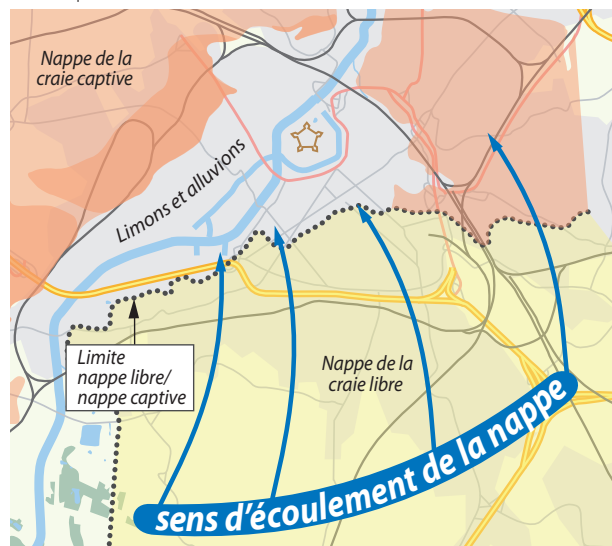 Nappe de la
craie captive
Limons et alluvions
Limite
nappe libre/
nappe captive
Nappe de la
craie libre
sens d'écoulement de la nappe